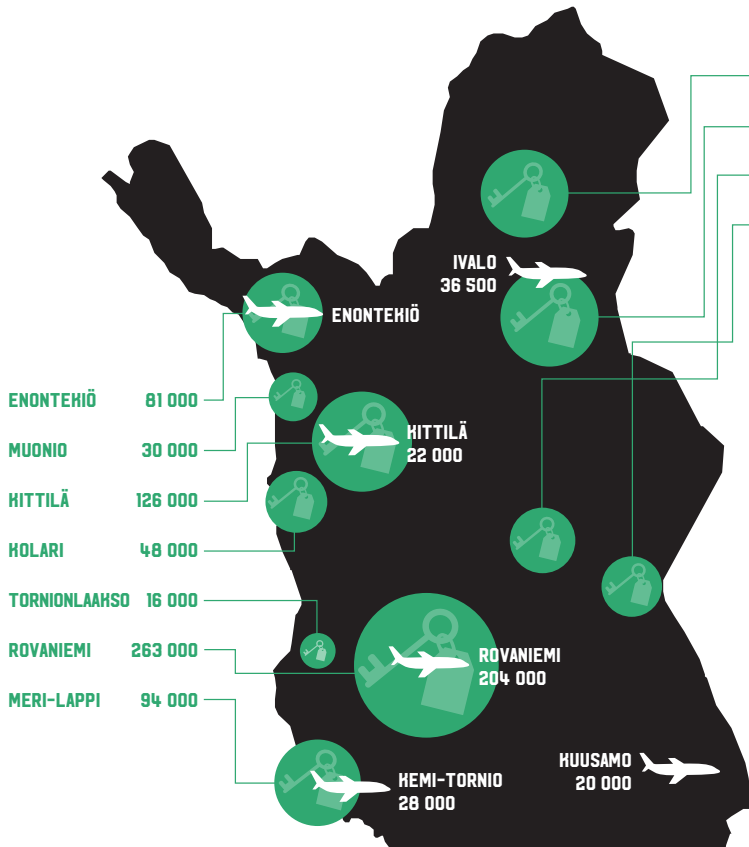 IVALO
36 500
ENONTEKIÖ
ENONTEKIÖ 81 000
MUONIO 30 000
KITTILÄ
22 000
KITTILÄ 126 000
KOLARI 48 000
TORNIONLAAKSO 16 000
ROVANIEMI 263 000
ROVANIEMI
204 000
MERI-LAPPI 94 000
KUUSAMO
20 000
KEMI-TORNIO
28 000